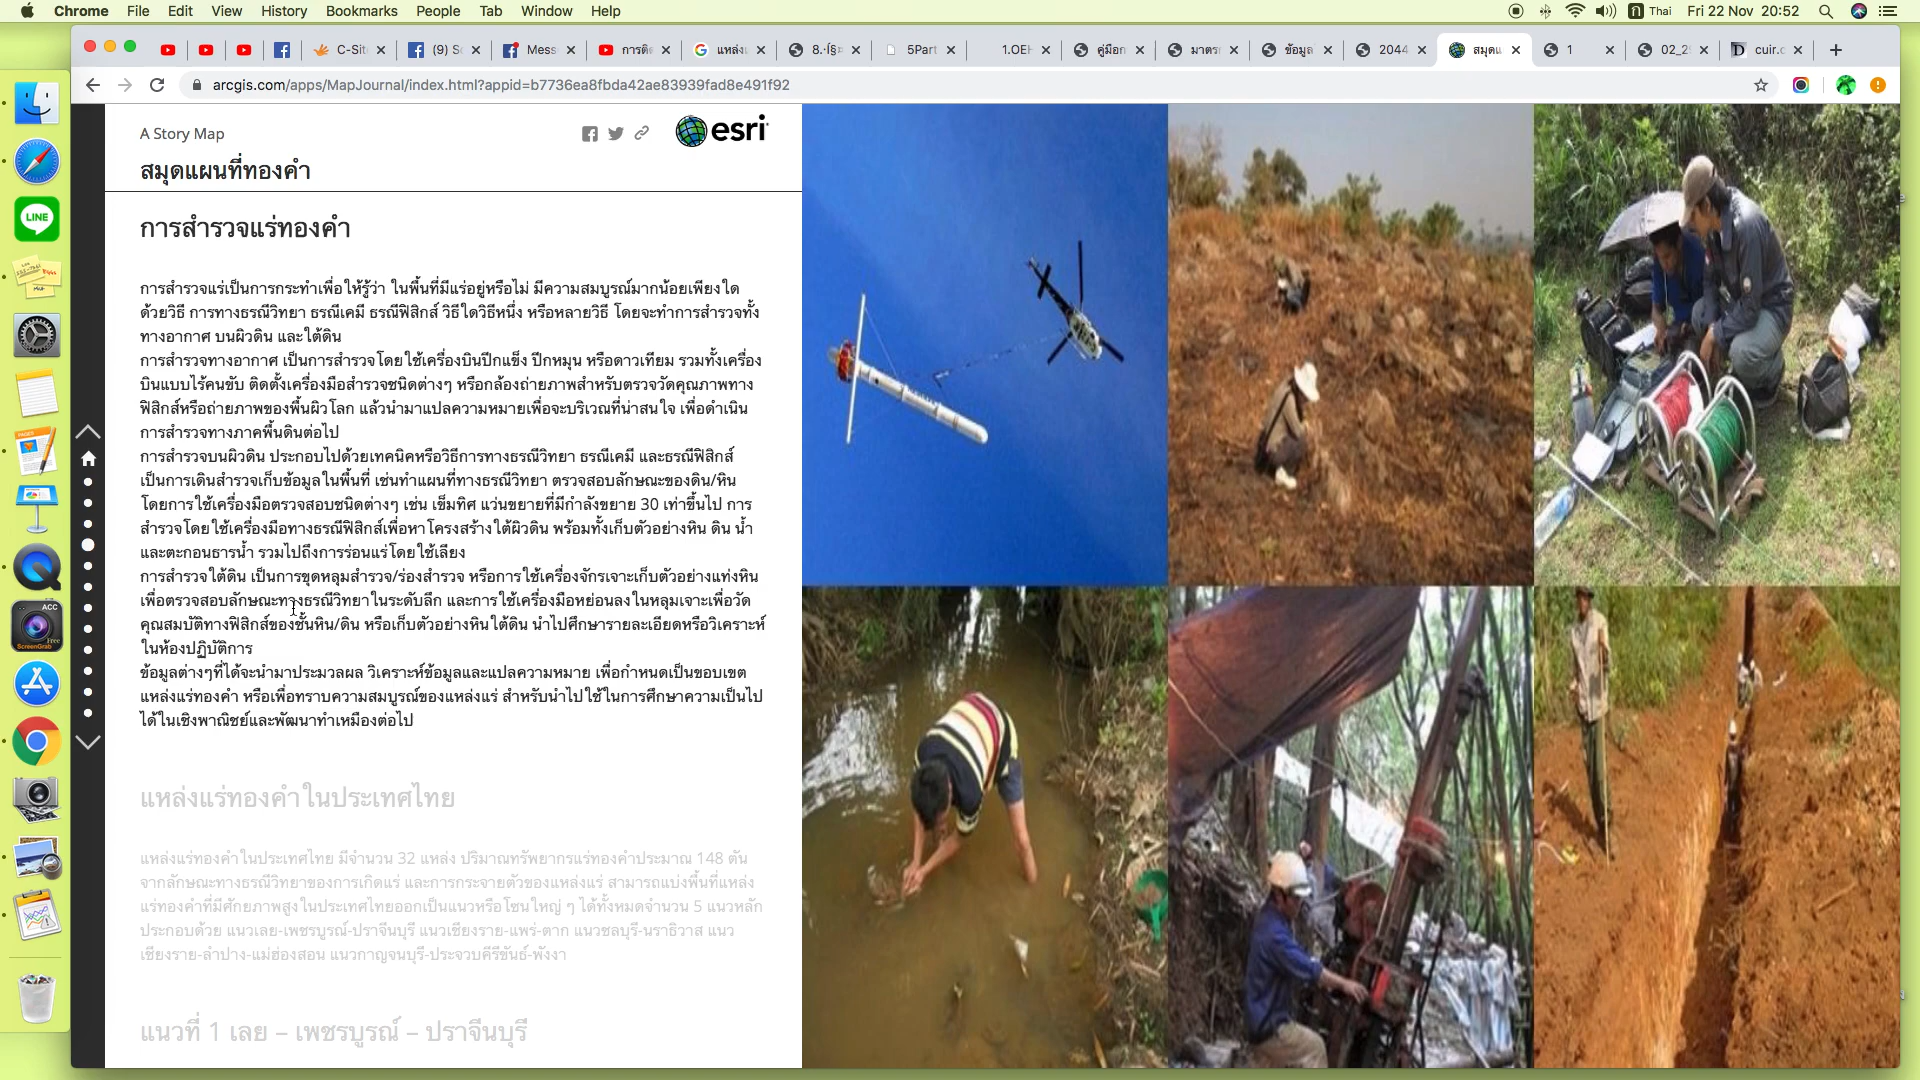 Chrome File Edit View History Bookmarks People Tab Window Help
ก Thai Fri 22 Nov 20:52
C-Sit
(9) S
Mess
การติด
แหล่งแ
5Part
1.OEH
คู่มือก
มาตร
ข้อมูล
2044
สมุดแ
1
02_2
cuir.c
arcgis.com/apps/MapJournal/index.html?appid=b7736ea8fbda42ae83939fad8e491f92
A Story Map
esri
สมุดแผนที่ทองคำ
การสำรวจแร่ทองคำ
การสำรวจแร่เป็นการกระทำเพื่อให้รู้ว่า ในพื้นที่มีแร่อยู่หรือไม่ มีความสมบูรณ์มากน้อยเพียงใด
ด้วยวิธี การทางธรณีวิทยา ธรณีเคมี ธรณีฟิสิกส์ วิธีใดวิธีหนึ่ง หรือหลายวิธี โดยจะทำการสำรวจทั้ง
ทางอากาศ บนผิวดิน และใต้ดิน
การสำรวจทางอากาศ เป็นการสำรวจโดยใช้เครื่องบินปีกแข็ง ปีกหมุน หรือดาวเทียม รวมทั้งเครื่อง
บินแบบไร้คนขับ ติดตั้งเครื่องมือสำรวจชนิดต่างๆ หรือกล้องถ่ายภาพสำหรับตรวจวัดคุณภาพทาง
ฟิสิกส์หรือถ่ายภาพของพื้นผิวโลก แล้วนำมาแปลความหมายเพื่อจะบริเวณที่น่าสนใจ เพื่อดำเนิน
การสำรวจทางภาคพื้นดินต่อไป
การสำรวจบนผิวดิน ประกอบไปด้วยเทคนิคหรือวิธีการทางธรณีวิทยา ธรณีเคมี และธรณีฟิสิกส์
เป็นการเดินสำรวจเก็บข้อมูลในพื้นที่ เช่นทำแผนที่ทางธรณีวิทยา ตรวจสอบลักษณะของดิน/หิน
โดยการใช้เครื่องมือตรวจสอบชนิดต่างๆ เช่น เข็มทิศ แว่นขยายที่มีกำลังขยาย 30 เท่าขึ้นไป การ
สำรวจโดยใช้เครื่องมือทางธรณีฟิสิกส์เพื่อหาโครงสร้างใต้ผิวดิน พร้อมทั้งเก็บตัวอย่างหิน ดิน น้ำ
และตะกอนธารน้ำ รวมไปถึงการร่อนแร่โดยใช้เลียง
การสำรวจใต้ดิน เป็นการขุดหลุมสำรวจ/ร่องสำรวจ หรือการใช้เครื่องจักรเจาะเก็บตัวอย่างแท่งหิน
เพื่อตรวจสอบลักษณะทางธรณีวิทยาในระดับลึก และการใช้เครื่องมือหย่อนลงในหลุมเจาะเพื่อวัด
คุณสมบัติทางฟิสิกส์ของชั้นหิน/ดิน หรือเก็บตัวอย่างหินใต้ดิน นำไปศึกษารายละเอียดหรือวิเคราะห์
ในห้องปฏิบัติการ
ข้อมูลต่างๆที่ได้จะนำมาประมวลผล วิเคราะห์ข้อมูลและแปลความหมาย เพื่อกำหนดเป็นขอบเขต
แหล่งแร่ทองคำ หรือเพื่อทราบความสมบูรณ์ของแหล่งแร่ สำหรับนำไปใช้ในการศึกษาความเป็นไป
ได้ในเชิงพาณิชย์และพัฒนาทำเหมืองต่อไป
แหล่งแร่ทองคำในประเทศไทย
แหล่งแร่ทองคำในประเทศไทย มีจำนวน 32 แหล่ง ปริมาณทรัพยากรแร่ทองคำประมาณ 148 ตัน
จากลักษณะทางธรณีวิทยาของการเกิดแร่ และการกระจายตัวของแหล่งแร่ สามารถแบ่งพื้นที่แหล่ง
แร่ทองคำที่มีศักยภาพสูงในประเทศไทยออกเป็นแนวหรือโซนใหญ่ ๆ ได้ทั้งหมดจำนวน 5 แนวหลัก
ประกอบด้วย แนวเลย-เพชรบูรณ์-ปราจีนบุรี แนวเชียงราย-แพร่-ตาก แนวชลบุรี-นราธิวาส แนว
เชียงราย-ลำปาง-แม่ฮ่องสอน แนวกาญจนบุรี-ประจวบคีรีขันธ์-พังงา
แนวที่ 1 เลย – เพชรบูรณ์ – ปราจีนบุรี
LINE
PAGES
ACC
Free
ScreenGrab